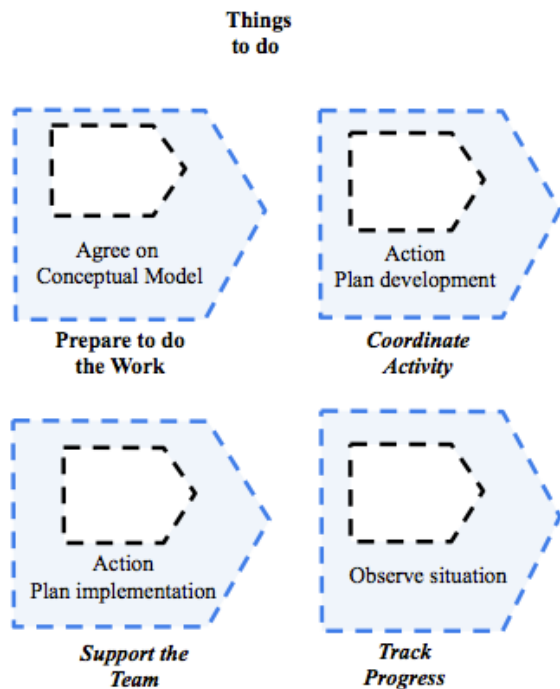 Things
to do
Agree on
Conceptual Model
Prepare to do
the Work
Action
Plan development
Coordinate
Activity
Action
Plan implementation
Support the
Team
Observe situation
Track
Progress